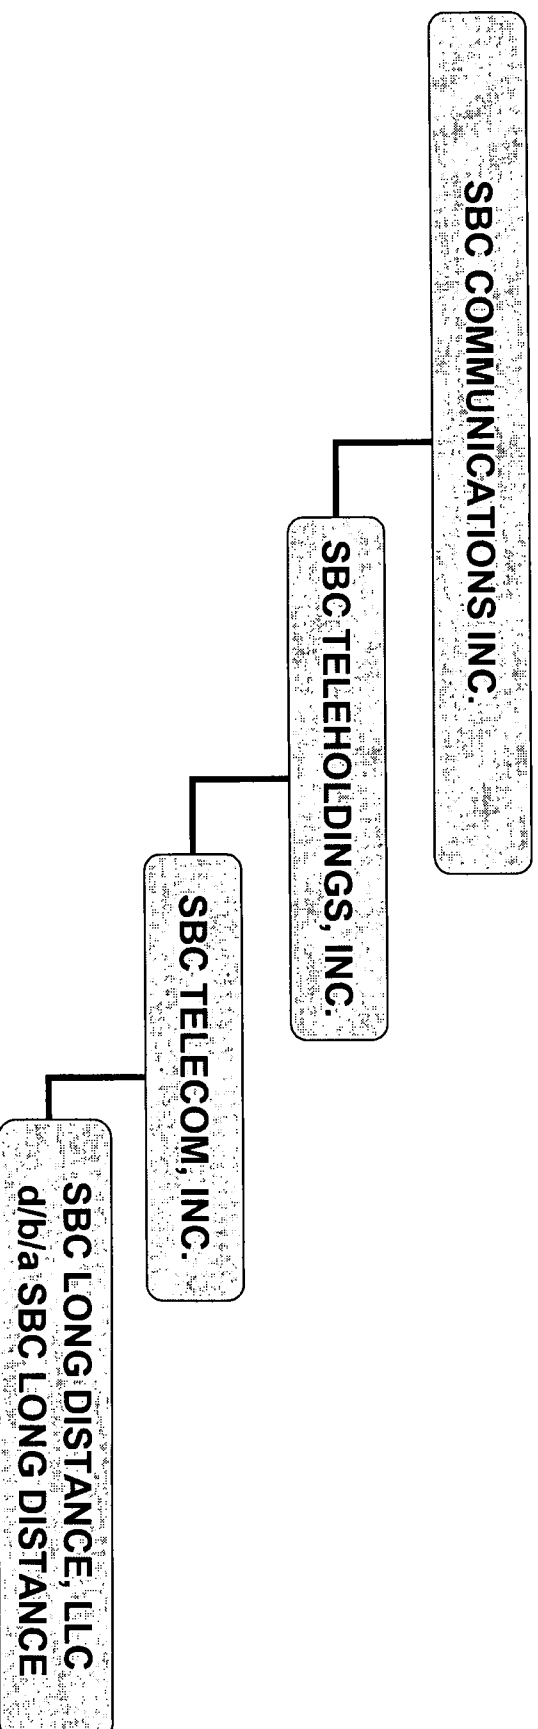 SBC COMMUNICATIONS INC.
SBC TELEHOLDINGS, INC.
SBC TELECOM, INC.
SBC LONG DISTANCE, LLC
d/b/a SBC LONG DISTANCE